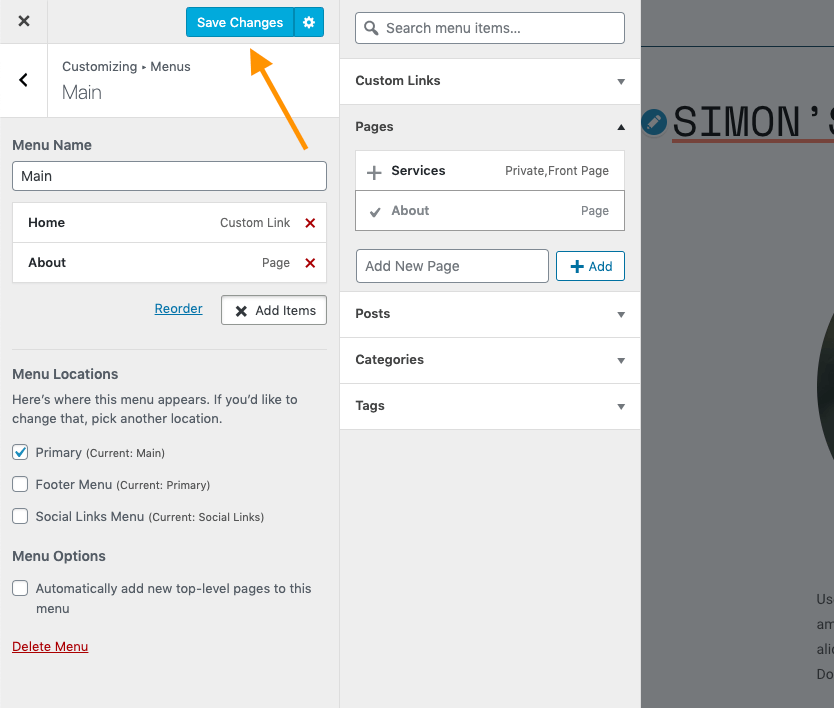 Save Changes
Customizing ▸ Menus
Main
Menu Name
Main
Home Custom Link
About Page
Reorder Add Items
Menu Locations
Here’s where this menu appears. If you’d like to
change that, pick another location.
Primary (Current: Main)
Footer Menu (Current: Primary)
Social Links Menu (Current: Social Links)
Menu Options
Automatically add new top-level pages to this
menu
Delete Menu
Search menu items…
Custom Links
Pages
Services Private,Front Page
About Page
Add New Page Add
Posts
Categories
Tags
SIMON’S
Us
am
alic
Do